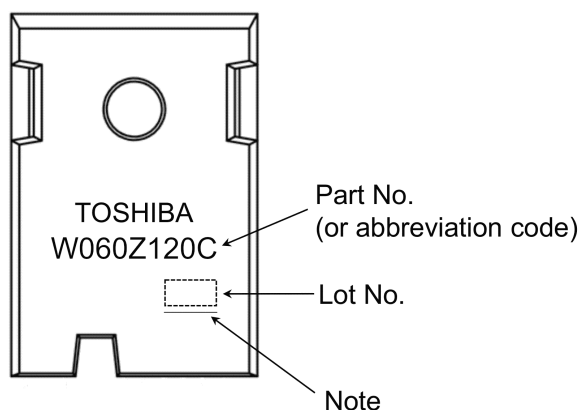 TOSHIBA
W060Z120C
Part No.
(or abbreviation code)
Lot No.
Note